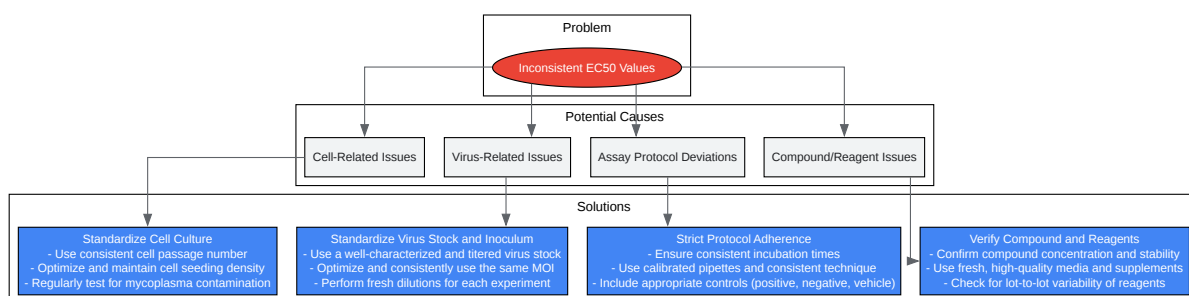 Problem
Inconsistent EC50 Values
Potential Causes
Cell-Related Issues
Virus-Related Issues
Assay Protocol Deviations
Compound/Reagent Issues
Solutions
Standardize Cell Culture
- Use consistent cell passage number
- Optimize and maintain cell seeding density
- Regularly test for mycoplasma contamination
Standardize Virus Stock and Inoculum
- Use a well-characterized and titered virus stock
- Optimize and consistently use the same MOI
- Perform fresh dilutions for each experiment
Strict Protocol Adherence
- Ensure consistent incubation times
- Use calibrated pipettes and consistent technique
- Include appropriate controls (positive, negative, vehicle)
Verify Compound and Reagents
- Confirm compound concentration and stability
- Use fresh, high-quality media and supplements
- Check for lot-to-lot variability of reagents